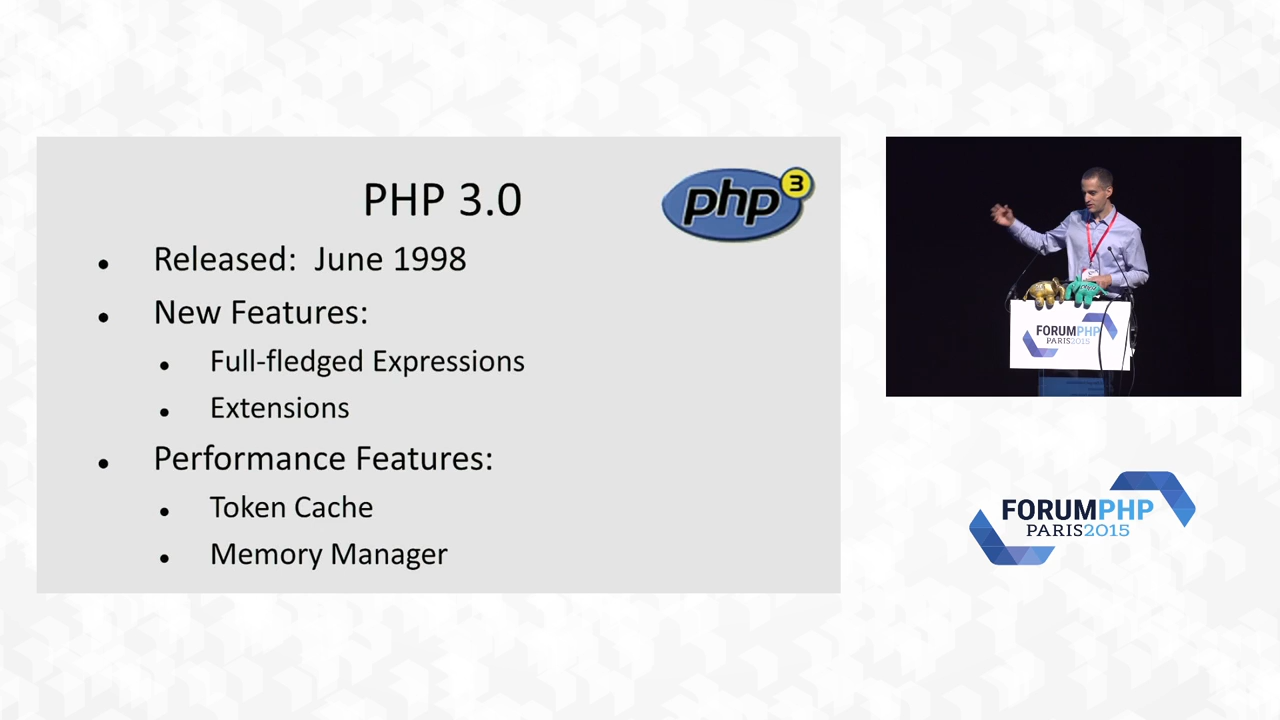 PHP 3.0
php3
Released: June 1998
New Features:
Full-fledged Expressions
Extensions
Performance Features:
Token Cache
Memory Manager
FORUMPHP
PARIS2015
FORUMPHP
PARIS2015